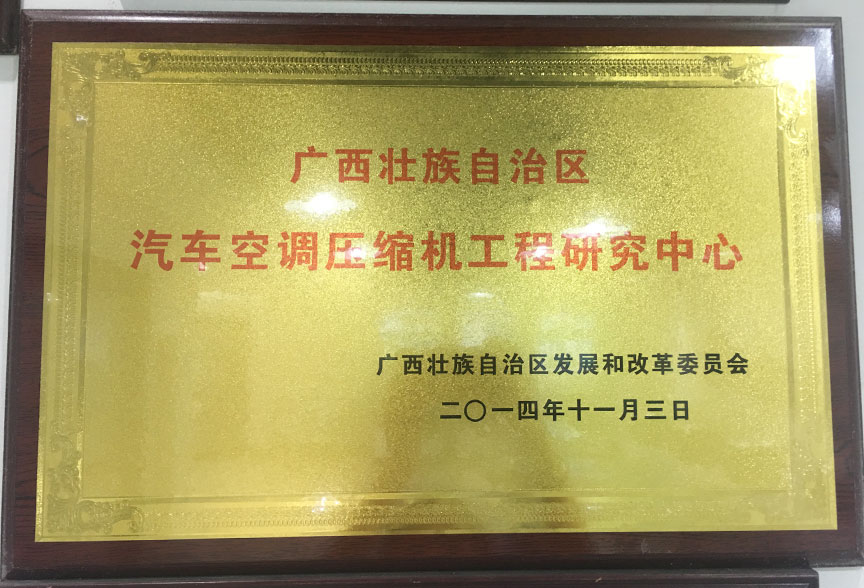 广西壮族自治区
汽车空调压缩机工程研究中心
广西壮族自治区发展和改革委员会
二〇一四年十一月三日